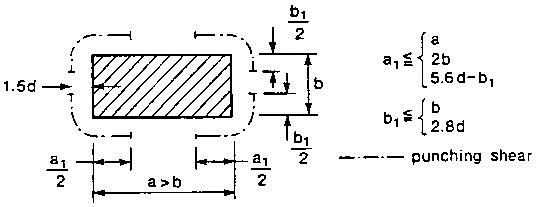 b₁/2
a₁ ≦ { a
2b
5.6d-b₁
1.5d
b
b₁ ≦ { b
2.8d
b₁/2
a₁/2
a>b
a₁/2
punching shear